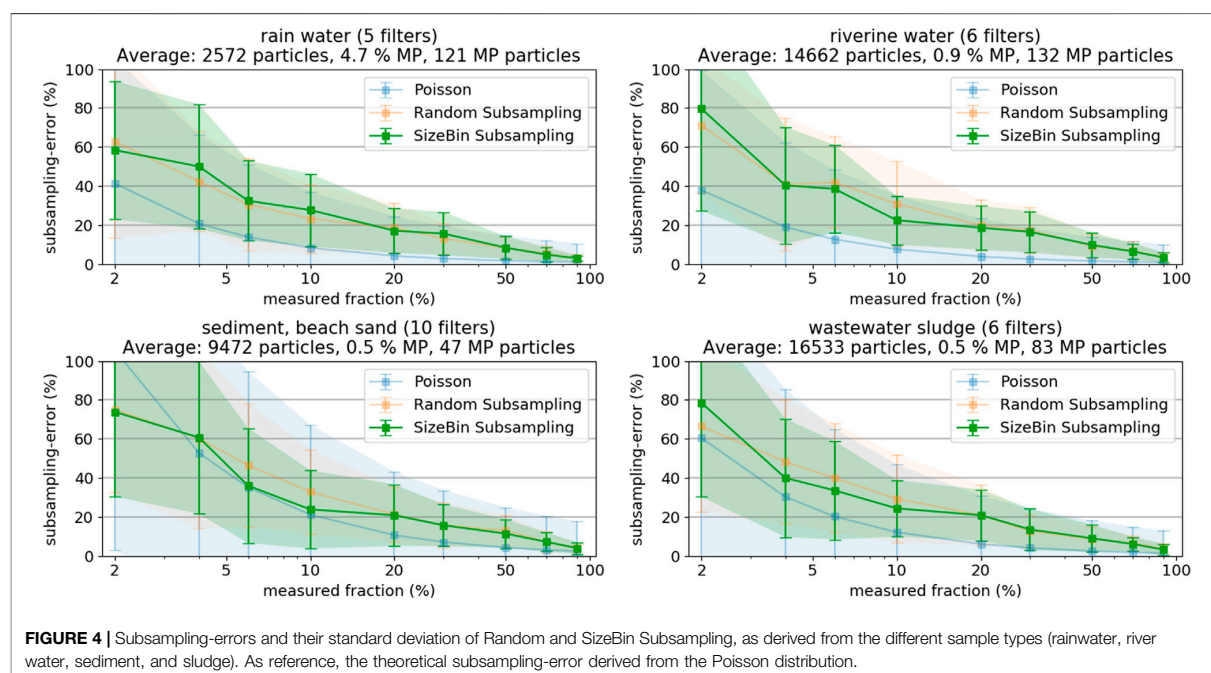 rain water (5 filters)
Average: 2572 particles, 4.7 % MP, 121 MP particles
100
80
60
40
20
0
subsampling-error (%)
Poisson
Random Subsampling
SizeBin Subsampling
2
5
10
20
50
100
measured fraction (%)
riverine water (6 filters)
Average: 14662 particles, 0.9 % MP, 132 MP particles
100
80
60
40
20
0
subsampling-error (%)
Poisson
Random Subsampling
SizeBin Subsampling
2
5
10
20
50
100
measured fraction (%)
sediment, beach sand (10 filters)
Average: 9472 particles, 0.5 % MP, 47 MP particles
100
80
60
40
20
0
subsampling-error (%)
Poisson
Random Subsampling
SizeBin Subsampling
2
5
10
20
50
100
measured fraction (%)
wastewater sludge (6 filters)
Average: 16533 particles, 0.5 % MP, 83 MP particles
100
80
60
40
20
0
subsampling-error (%)
Poisson
Random Subsampling
SizeBin Subsampling
2
5
10
20
50
100
measured fraction (%)
FIGURE 4 | Subsampling-errors and their standard deviation of Random and SizeBin Subsampling, as derived from the different sample types (rainwater, river
water, sediment, and sludge). As reference, the theoretical subsampling-error derived from the Poisson distribution.